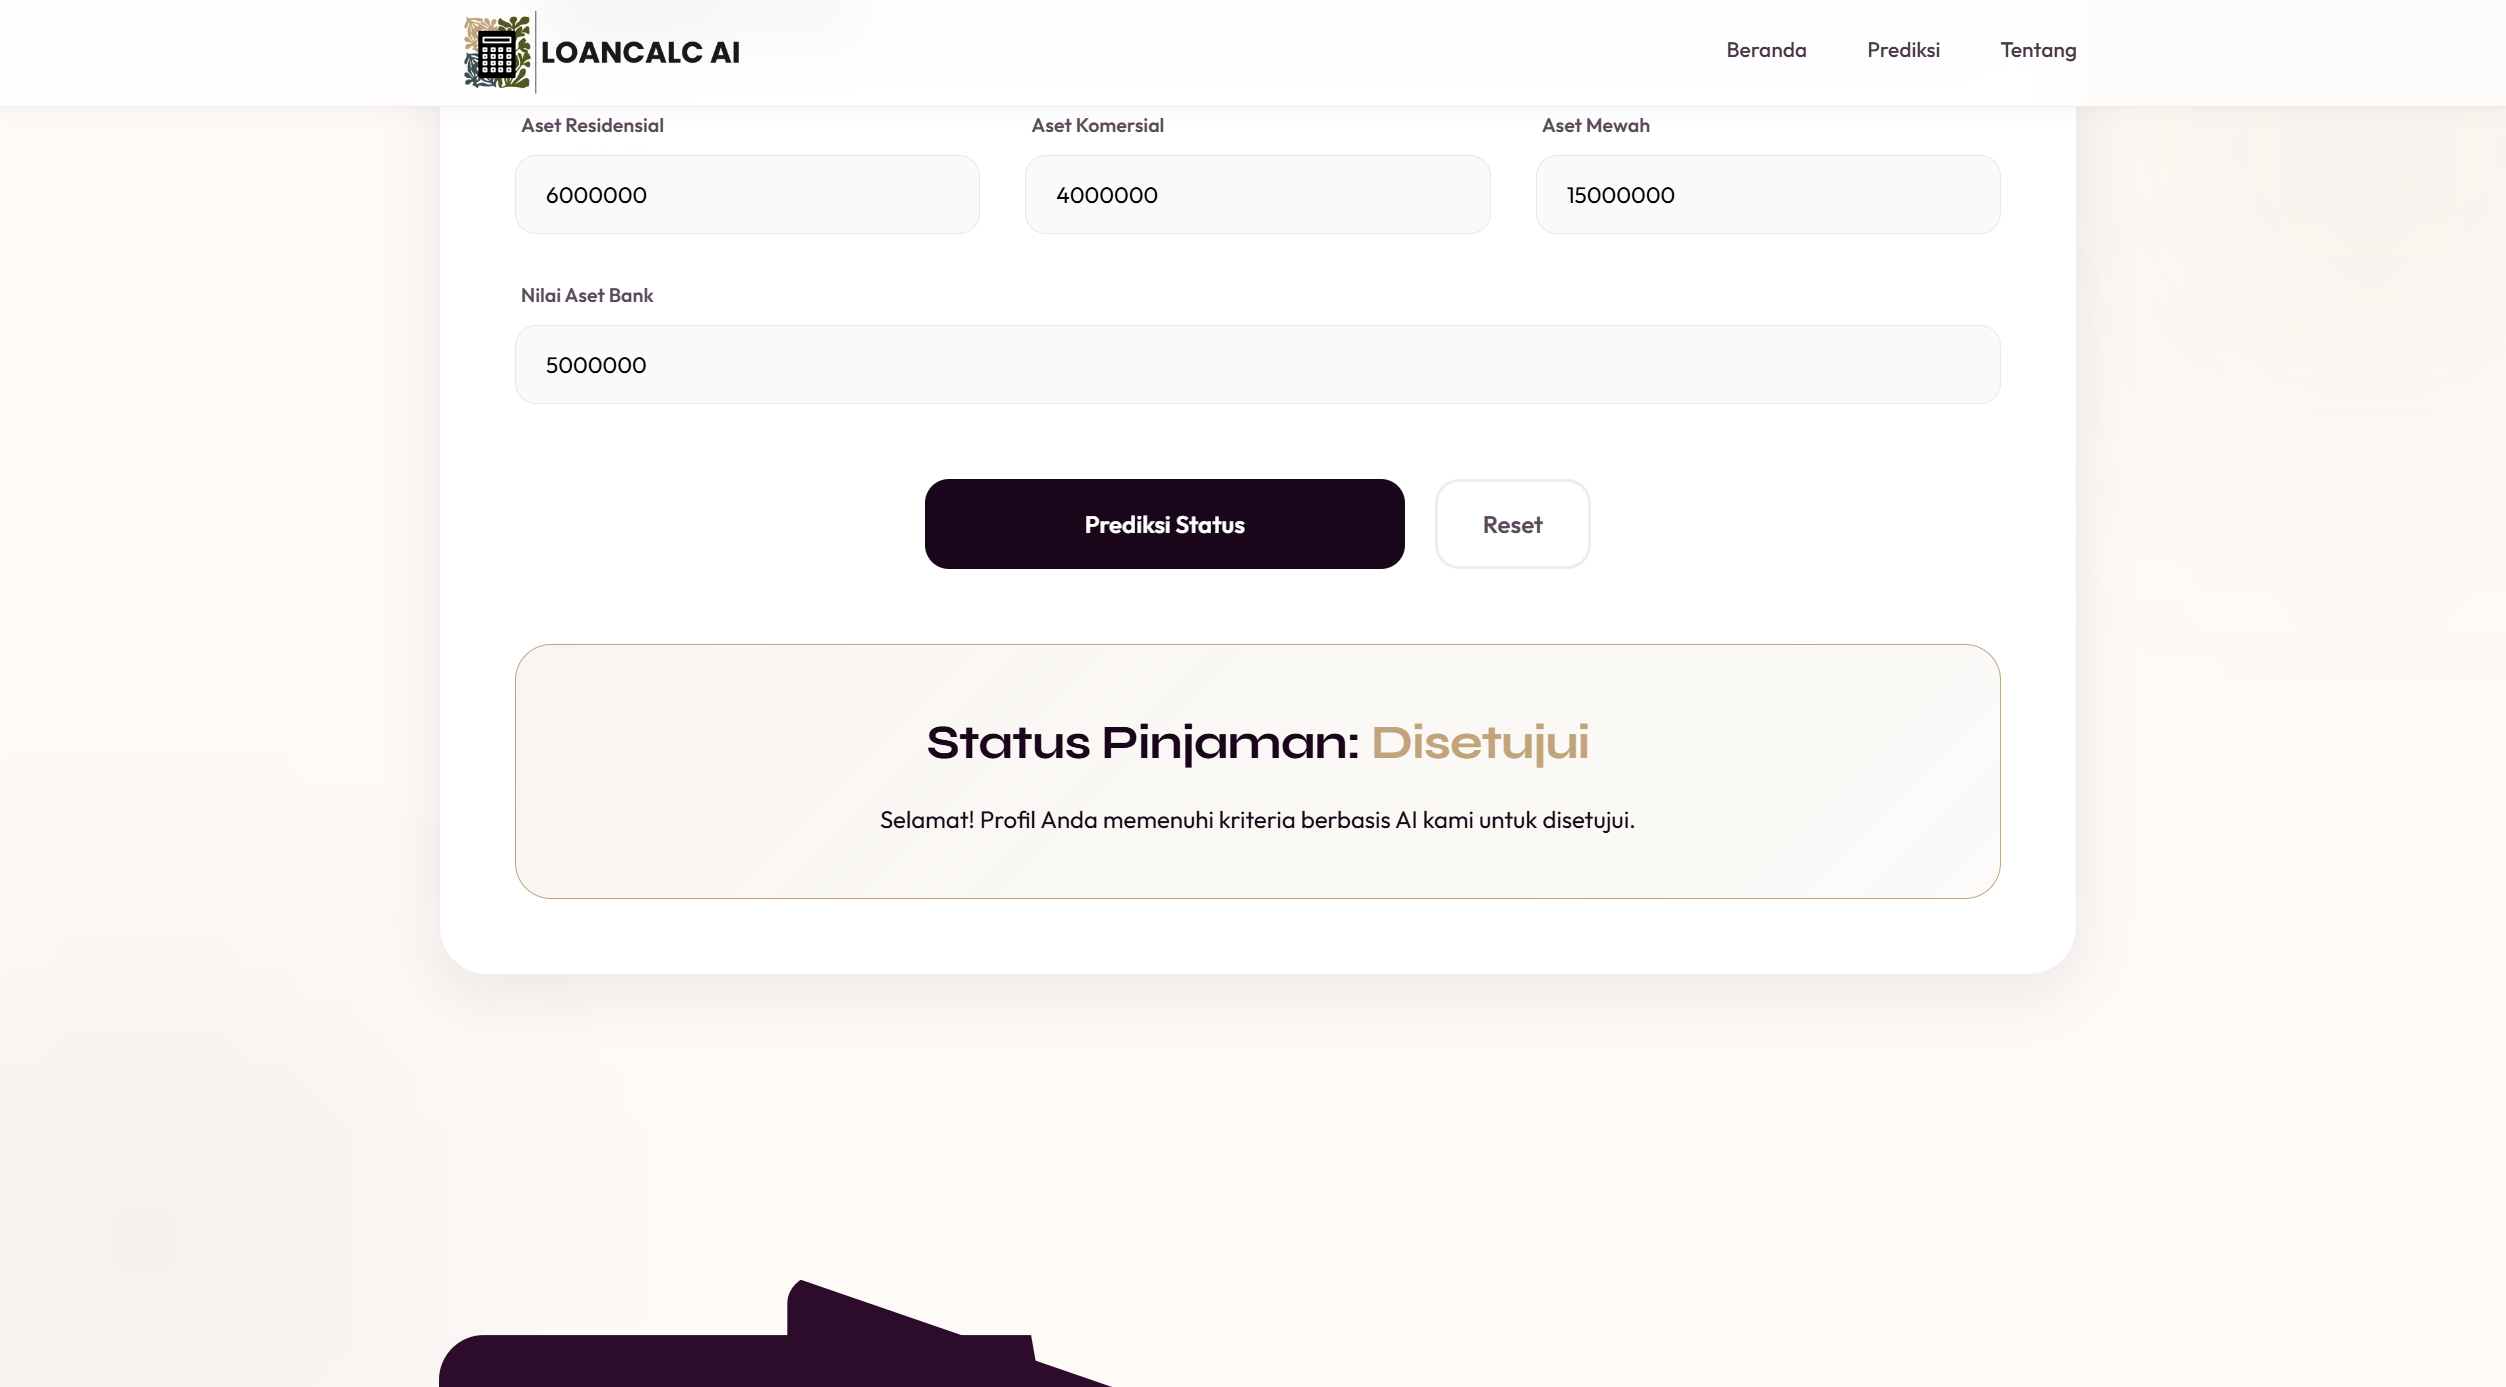 LOANCALC AI
Beranda Prediksi Tentang
Aset Residensial Aset Komersial Aset Mewah
6000000 4000000 15000000
Nilai Aset Bank
5000000
Prediksi Status Reset
Status Pinjaman: Disetujui
Selamat! Profil Anda memenuhi kriteria berbasis AI kami untuk disetujui.